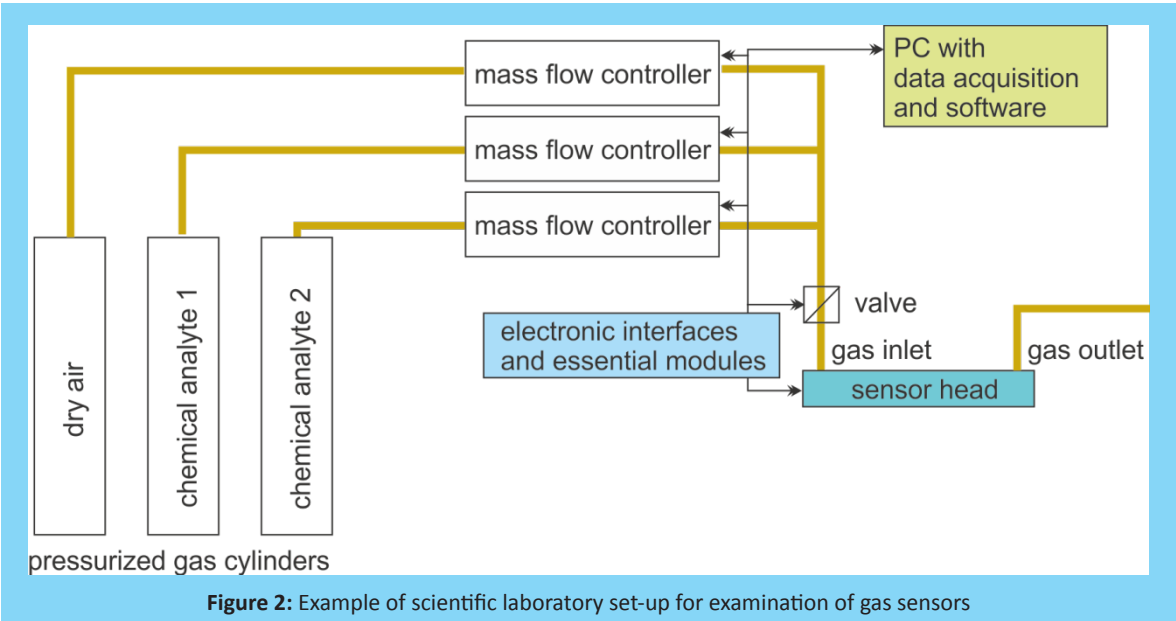 mass flow controller
PC with
data acquisition
and software
mass flow controller
mass flow controller
dry air
chemical analyte 1
chemical analyte 2
valve
electronic interfaces
and essential modules
gas inlet
gas outlet
sensor head
pressurized gas cylinders
Figure 2: Example of scientific laboratory set-up for examination of gas sensors